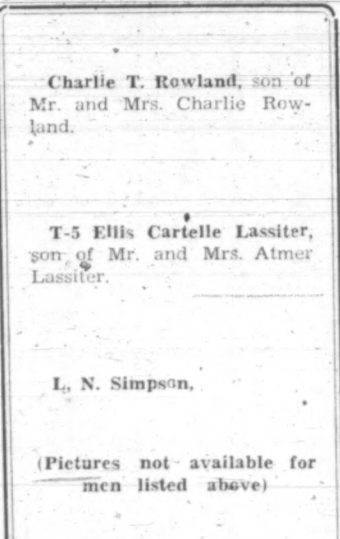 Charlie T. Rowland, son of
Mr. and Mrs. Charlie Row-
land.
T-5 Ellis Cartelle Lassiter,
son of Mr. and Mrs. Atmer
Lassiter.
L. N. Simpson,
(Pictures not available for
men listed above)